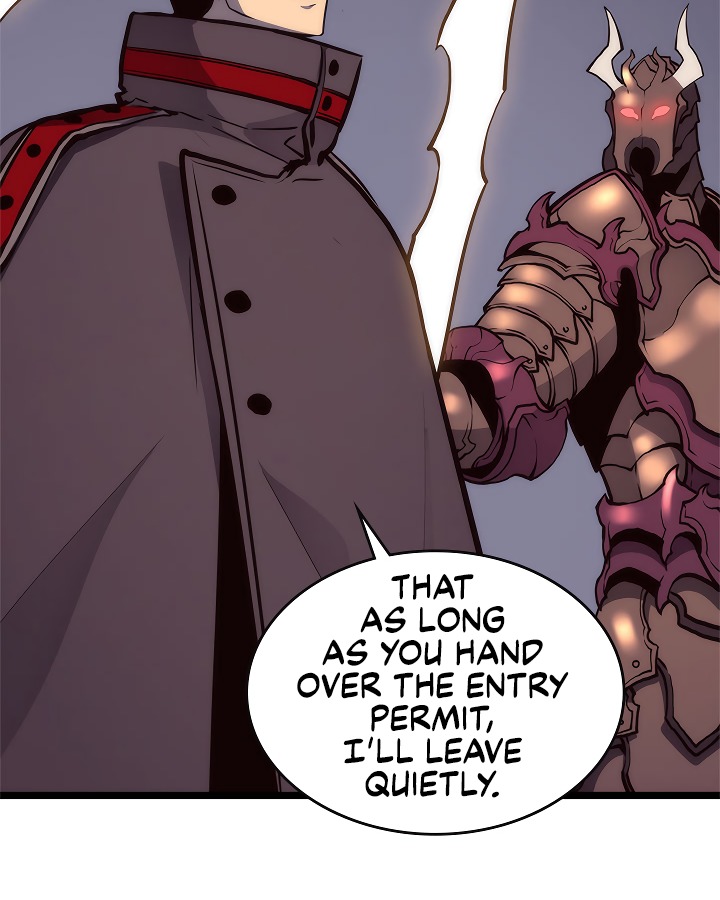 THAT
AS LONG
AS YOU HAND
OVER THE ENTRY
PERMIT,
I'LL LEAVE
QUIETLY.